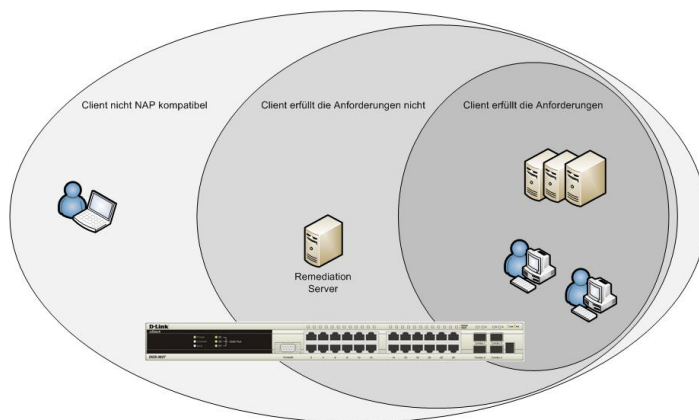 Client nicht NAP kompatibel
Client erfüllt die Anforderungen nicht
Client erfüllt die Anforderungen
Remediation
Server
D-Link